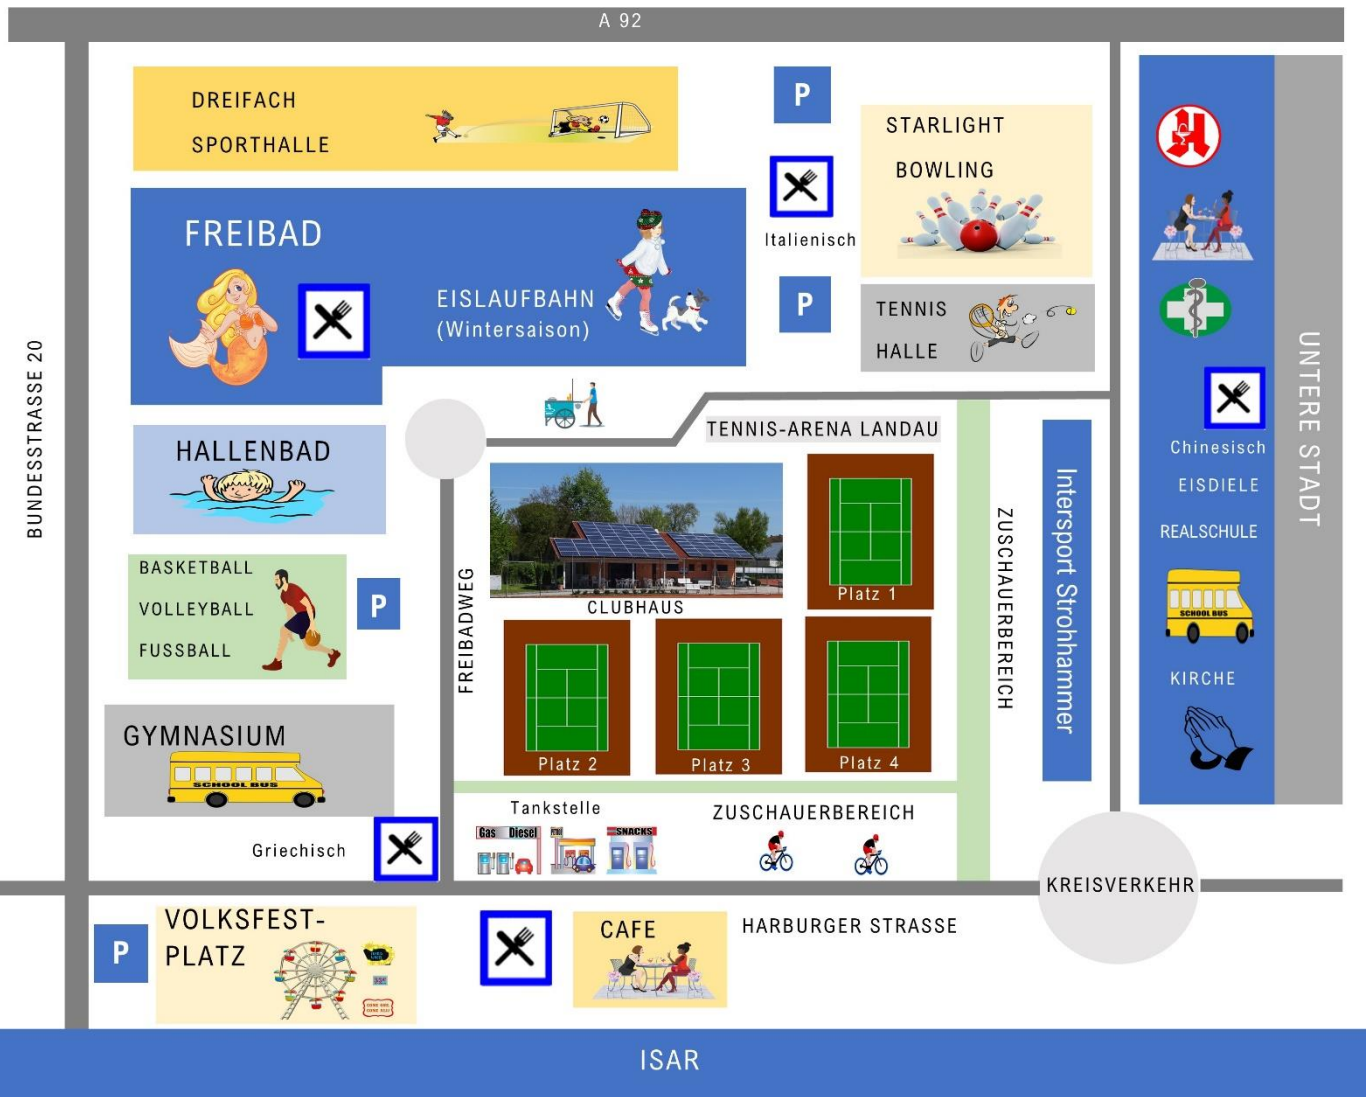 A 92
DREIFACH
SPORTHALLE
P
STARLIGHT
BOWLING
Italienisch
FREIBAD
EISLAUFBAHN
(Wintersaison)
P
TENNIS
HALLE
BUNDESSTRASSE 20
HALLENBAD
TENNIS-ARENA LANDAU
Platz 1
CLUBHAUS
BASKETBALL
VOLLEYBALL
FUSSBALL
P
FREIBADWEG
Platz 2
Platz 3
Platz 4
ZUSCHAUERBEREICH
Intersport Strohhammer
Chinesisch
EISDIELE
REALSCHULE
SCHOOL BUS
KIRCHE
UNTERE STADT
GYMNASIUM
SCHOOL BUS
Griechisch
Tankstelle
Gas Diesel
SNACKS
ZUSCHAUERBEREICH
KREISVERKEHR
P
VOLKSFEST-
PLATZ
CAFE
HARBURGER STRASSE
ISAR